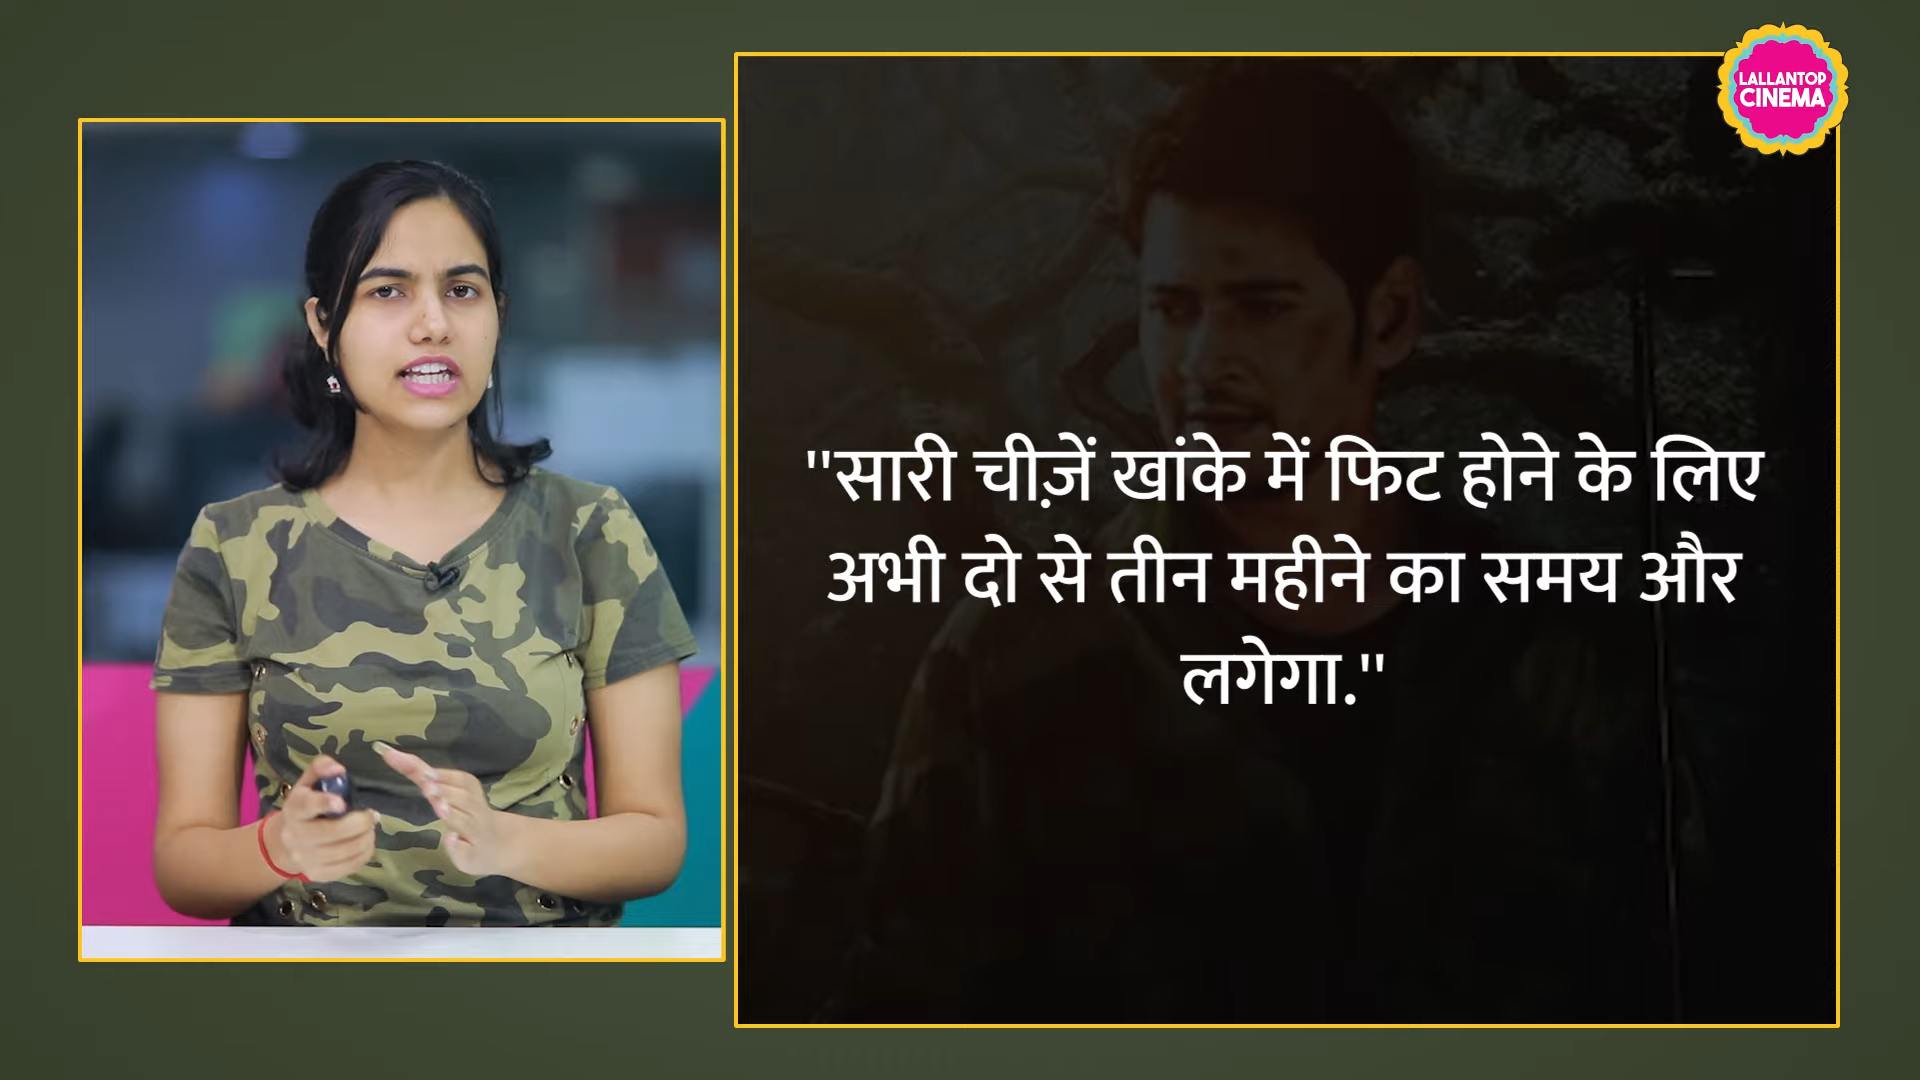 LALLANTOP
CINEMA
"सारी चीज़ें खांके में फिट होने के लिए
अभी दो से तीन महीने का समय और
लगेगा."